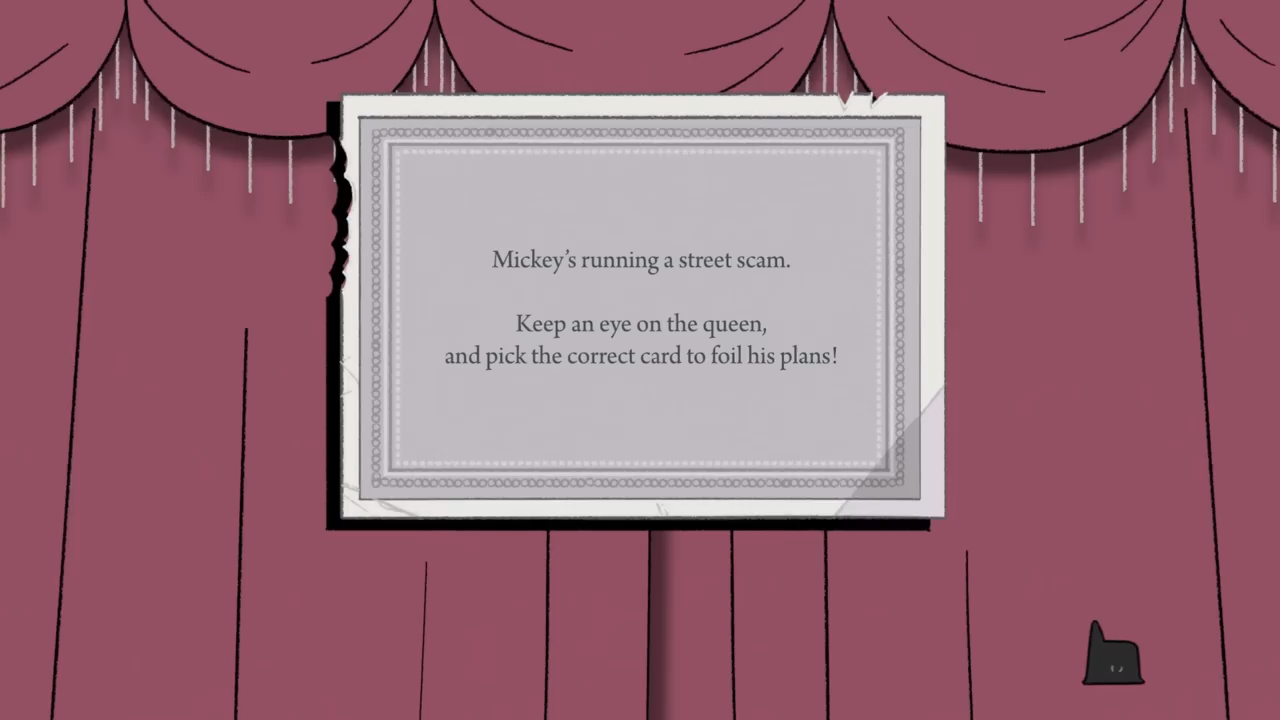 Mickey’s running a street scam.
Keep an eye on the queen,
and pick the correct card to foil his plans!